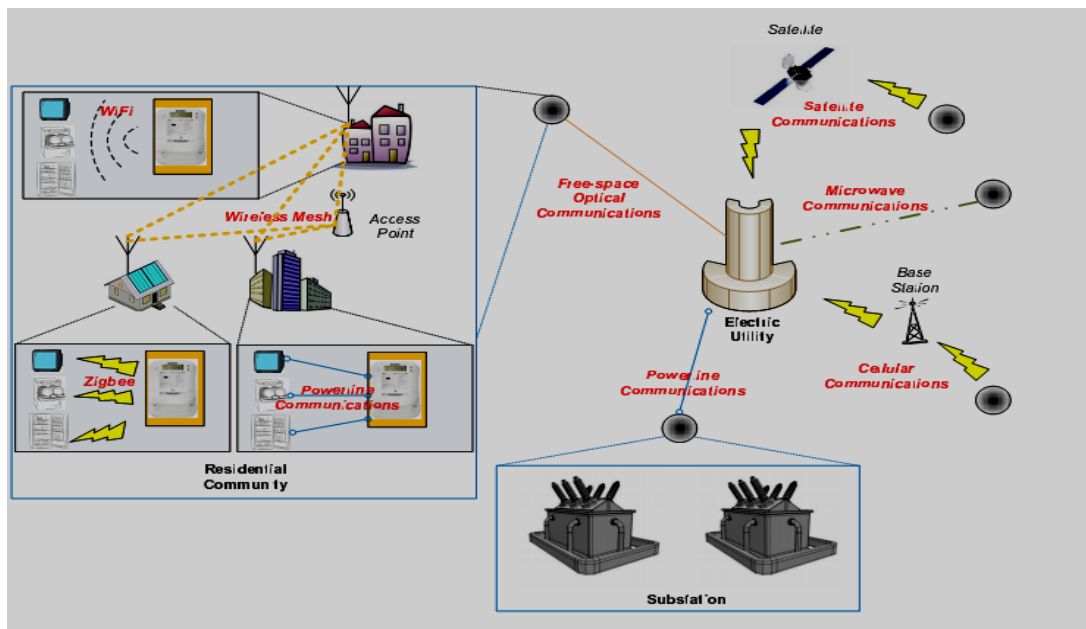 Satellite
WiFi
Satellite
Communications
Free-space
Optical
Communications
Microwave
Communications
Wireless Mesh
Access
Point
Base
Station
Electric
Utility
Zigbee
Powerline
Communications
Powerline
Communications
Cellular
Communications
Residential
Community
Substation